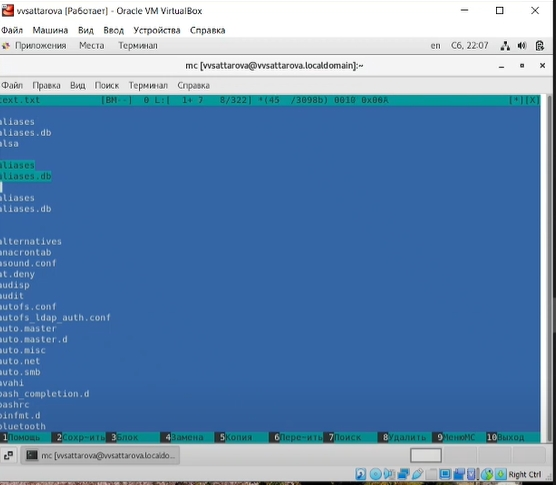 vvsattarova [Работает] - Oracle VM VirtualBox
Файл Машина Вид Ввод Устройства Справка
Приложения Места Терминал en Сб, 22:07
mc [vvsattarova@vvsattarova.localdomain]:~
Файл Правка Вид Поиск Терминал Справка
text.txt [BM--] 0 L:[ 1+ 7 8/322] *(45 /3098b) 0010 0x00A [*][X]
aliases
aliases.db
alsa
aliases
aliases.db
aliases
aliases.db
alternatives
anacrontab
asound.conf
at.deny
audisp
audit
autofs.conf
autofs_ldap_auth.conf
auto.master
auto.master.d
auto.misc
auto.net
auto.smb
avahi
bash_completion.d
bashrc
binfmt.d
bluetooth
1Помощь 2Сохр~ить 3Блок 4Замена 5Копия 6Пере~ить 7Поиск 8Удалить 9МенюMC 10Выход
mc [vvsattarova@vvsattarova.localdo...
Right Ctrl